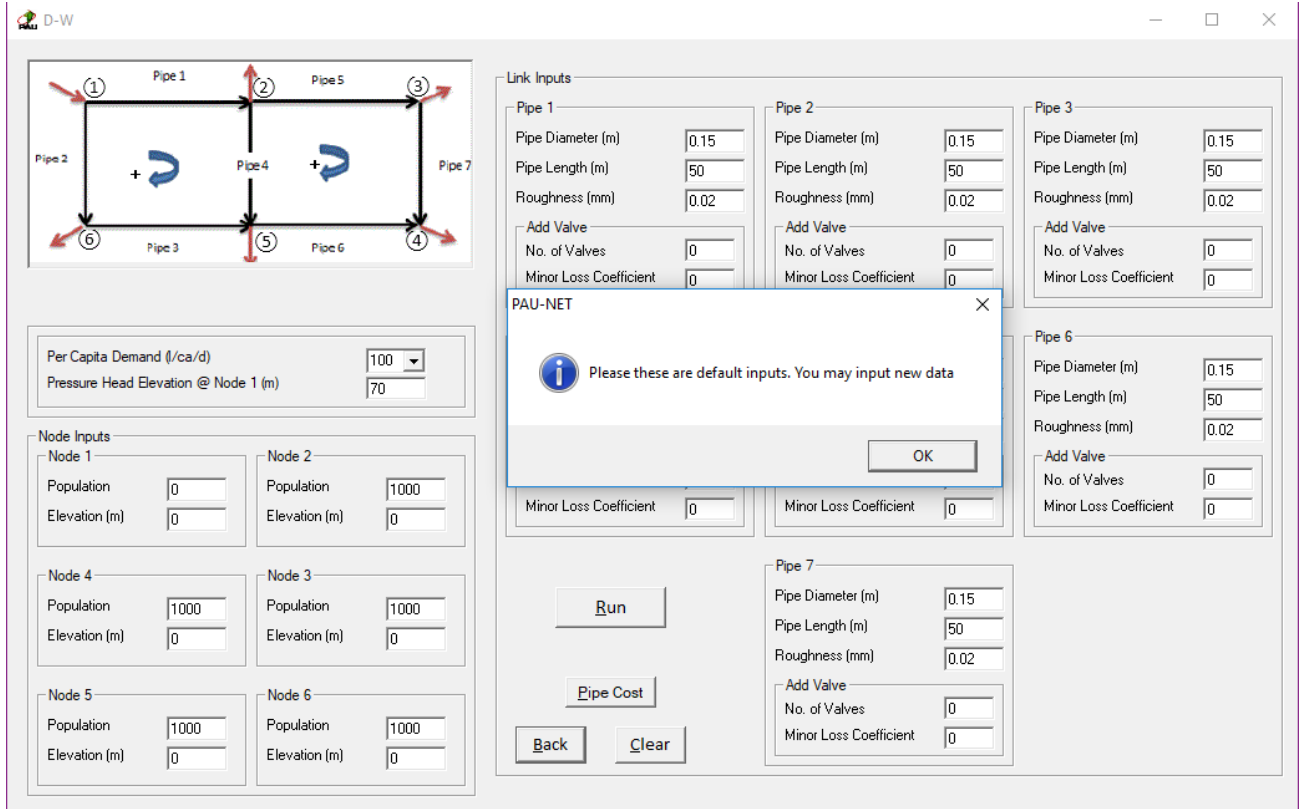 D-W
Pipe 1
Pipe 5
1
2
3
Pipe 2
+
Pipe 4
+
Pipe 7
6
Pipe 3
5
Pipe 6
4
Per Capita Demand (l/ca/d)
100
Pressure Head Elevation @ Node 1 (m)
70
Node Inputs
Node 1
Population
0
Elevation (m)
0
Node 2
Population
1000
Elevation (m)
0
Node 4
Population
1000
Elevation (m)
0
Node 3
Population
1000
Elevation (m)
0
Node 5
Population
1000
Elevation (m)
0
Node 6
Population
1000
Elevation (m)
0
Link Inputs
Pipe 1
Pipe Diameter (m)
0.15
Pipe Length (m)
50
Roughness (mm)
0.02
Add Valve
No. of Valves
0
Minor Loss Coefficient
0
Pipe 2
Pipe Diameter (m)
0.15
Pipe Length (m)
50
Roughness (mm)
0.02
Add Valve
No. of Valves
0
Minor Loss Coefficient
0
Pipe 3
Pipe Diameter (m)
0.15
Pipe Length (m)
50
Roughness (mm)
0.02
Add Valve
No. of Valves
0
Minor Loss Coefficient
0
PAU-NET
Please these are default inputs. You may input new data
OK
Minor Loss Coefficient
0
Minor Loss Coefficient
0
Pipe 6
Pipe Diameter (m)
0.15
Pipe Length (m)
50
Roughness (mm)
0.02
Add Valve
No. of Valves
0
Minor Loss Coefficient
0
Run
Pipe Cost
Back
Clear
Pipe 7
Pipe Diameter (m)
0.15
Pipe Length (m)
50
Roughness (mm)
0.02
Add Valve
No. of Valves
0
Minor Loss Coefficient
0